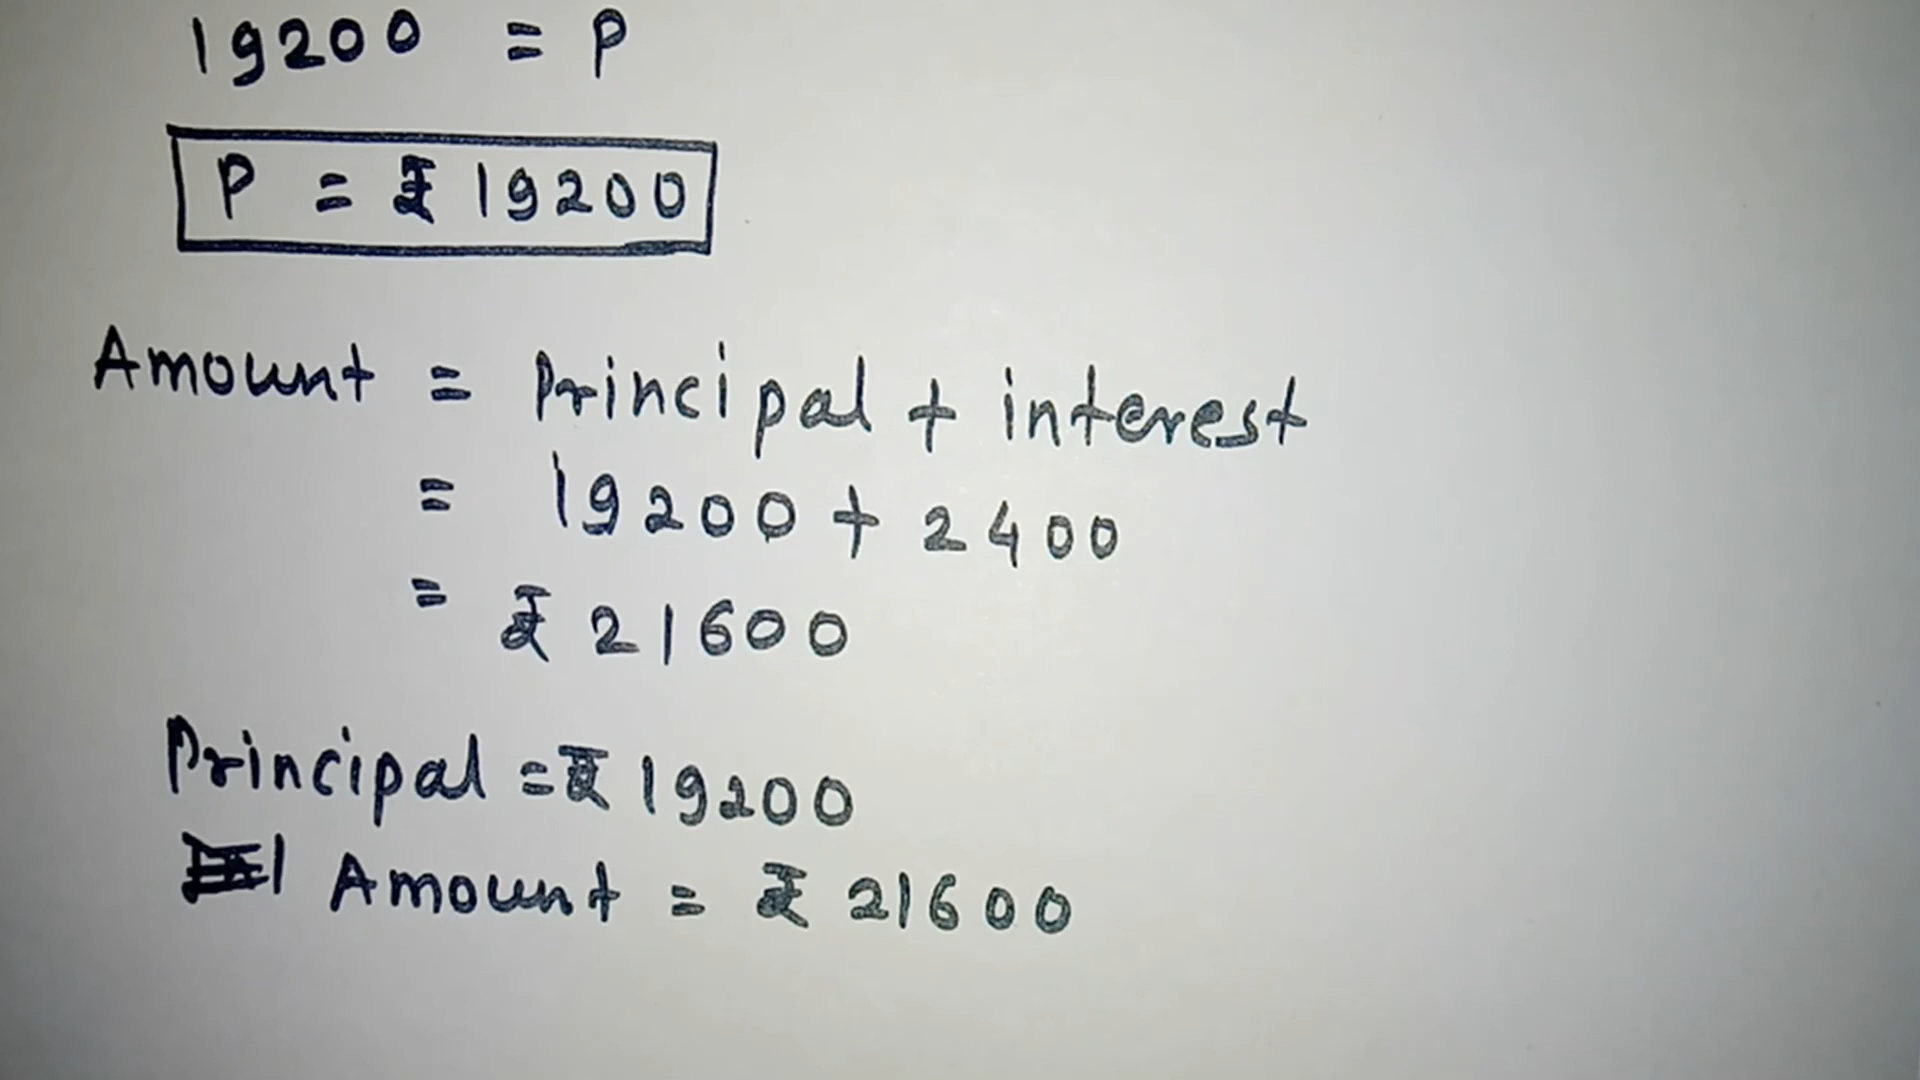 19200 = P
P = ₹ 19200
Amount = Principal + interest
= 19200 + 2400
= ₹ 21600
Principal = ₹ 19200
Amount = ₹ 21600